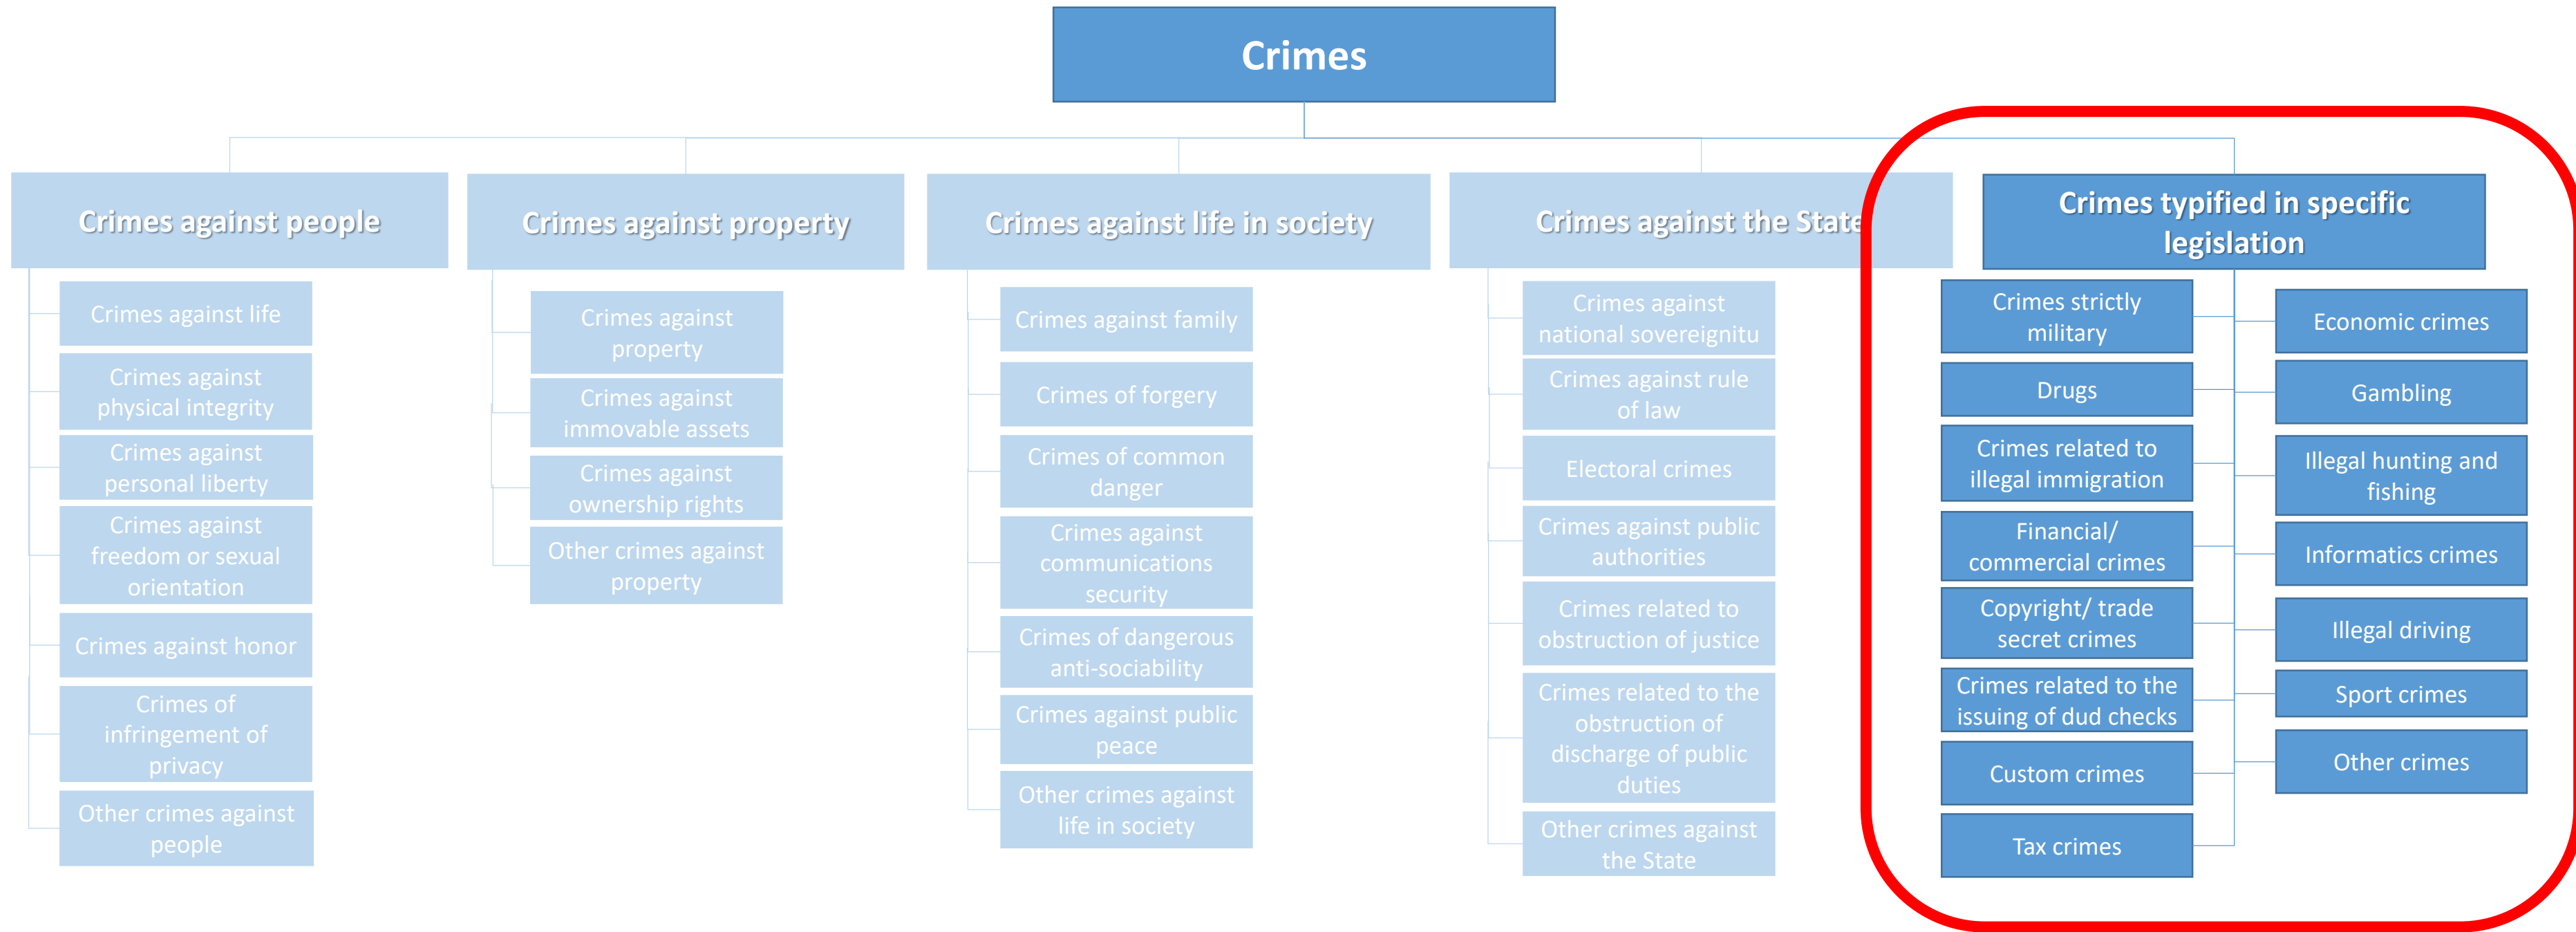 Crimes
Crimes against people
Crimes against life
Crimes against
physical integrity
Crimes against
personal liberty
Crimes against
freedom or sexual
orientation
Crimes against honor
Crimes of
infringement of
privacy
Other crimes against
people
Crimes against property
Crimes against
property
Crimes against
immovable assets
Crimes against
ownership rights
Other crimes against
property
Crimes against life in society
Crimes against family
Crimes of forgery
Crimes of common
danger
Crimes against
communications
security
Crimes of dangerous
anti-sociability
Crimes against public
peace
Other crimes against
life in society
Crimes against the State
Crimes against
national sovereignitu
Crimes against rule
of law
Electoral crimes
Crimes against public
authorities
Crimes related to
obstruction of justice
Crimes related to the
obstruction of
discharge of public
duties
Other crimes against
the State
Crimes typified in specific
legislation
Crimes strictly
military
Drugs
Crimes related to
illegal immigration
Financial/
commercial crimes
Copyright/ trade
secret crimes
Crimes related to the
issuing of dud checks
Custom crimes
Tax crimes
Economic crimes
Gambling
Illegal hunting and
fishing
Informatics crimes
Illegal driving
Sport crimes
Other crimes